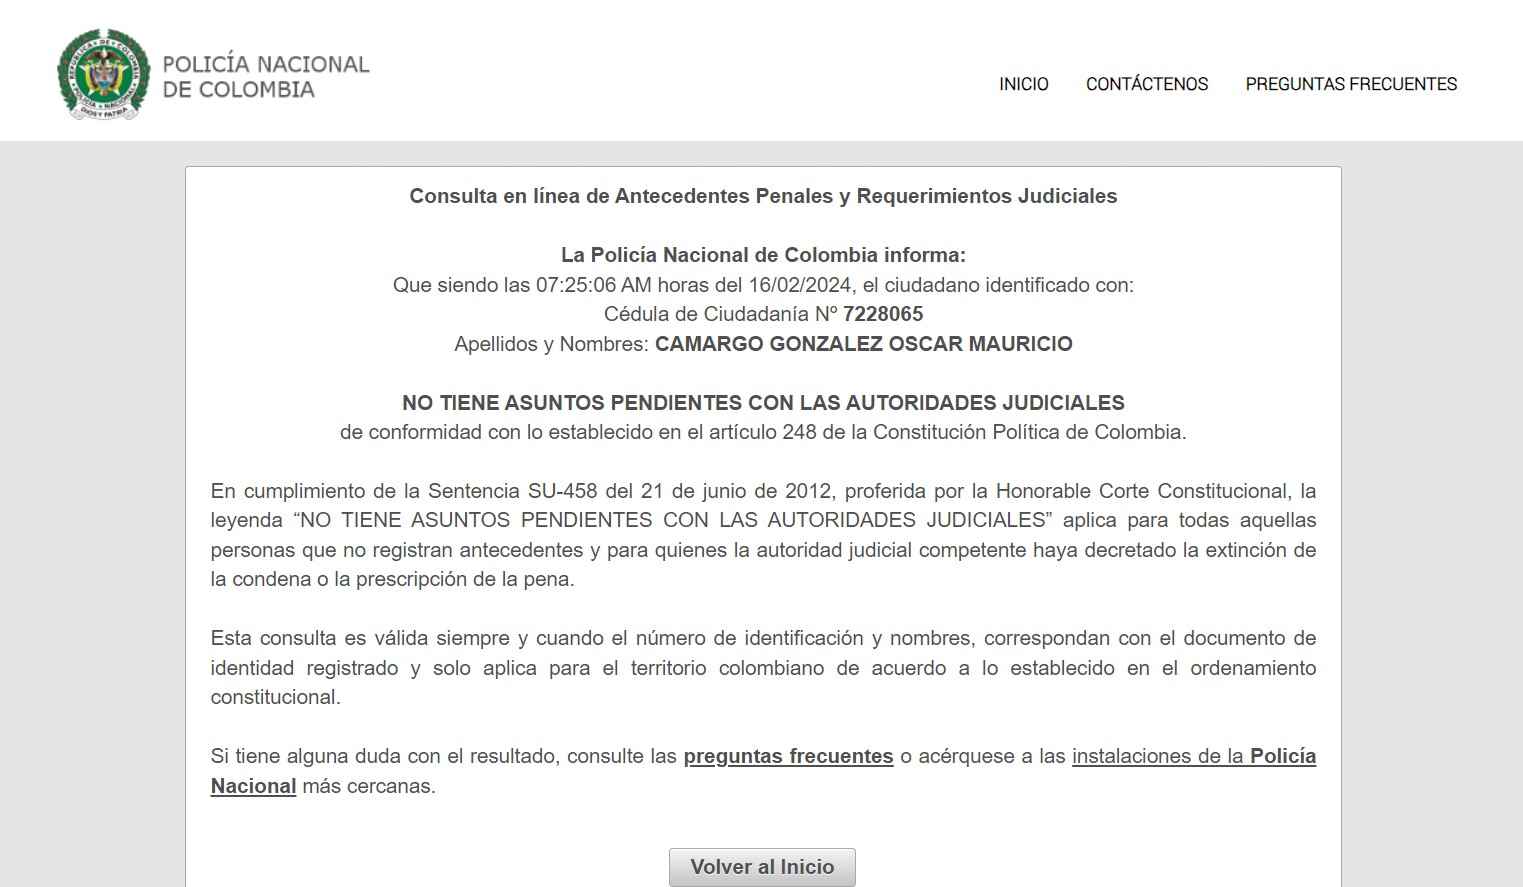 POLICÍA NACIONAL
DE COLOMBIA
INICIO CONTÁCTENOS PREGUNTAS FRECUENTES
REPÚBLICA DE COLOMBIA
POLICÍA NACIONAL
DIOS Y PATRIA
Consulta en línea de Antecedentes Penales y Requerimientos Judiciales
La Policía Nacional de Colombia informa:
Que siendo las 07:25:06 AM horas del 16/02/2024, el ciudadano identificado con:
Cédula de Ciudadanía Nº 7228065
Apellidos y Nombres: CAMARGO GONZALEZ OSCAR MAURICIO
NO TIENE ASUNTOS PENDIENTES CON LAS AUTORIDADES JUDICIALES
de conformidad con lo establecido en el artículo 248 de la Constitución Política de Colombia.
En cumplimiento de la Sentencia SU-458 del 21 de junio de 2012, proferida por la Honorable Corte Constitucional, la
leyenda “NO TIENE ASUNTOS PENDIENTES CON LAS AUTORIDADES JUDICIALES” aplica para todas aquellas
personas que no registran antecedentes y para quienes la autoridad judicial competente haya decretado la extinción de
la condena o la prescripción de la pena.
Esta consulta es válida siempre y cuando el número de identificación y nombres, correspondan con el documento de
identidad registrado y solo aplica para el territorio colombiano de acuerdo a lo establecido en el ordenamiento
constitucional.
Si tiene alguna duda con el resultado, consulte las preguntas frecuentes o acérquese a las instalaciones de la Policía
Nacional más cercanas.
Volver al Inicio